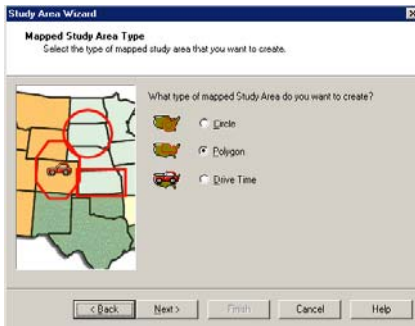 Study Area Wizard
Mapped Study Area Type
Select the type of mapped study area that you want to create.
What type of mapped Study Area do you want to create?
Circle
Polygon
Drive Time
< Back Next > Finish Cancel Help